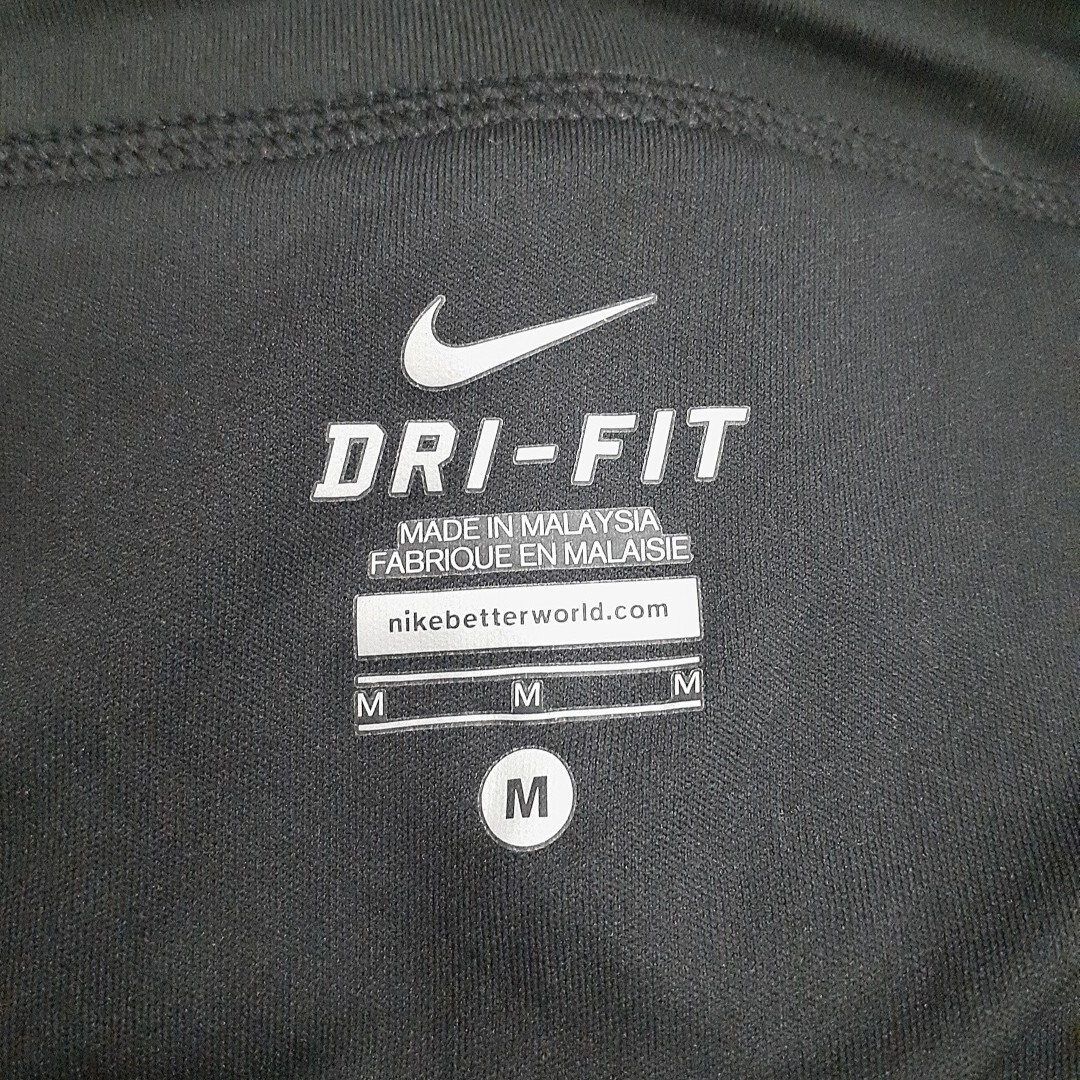 DRI-FIT
MADE IN MALAYSIA
FABRIQUE EN MALAISIE
nikebetterworld.com
M M M
M